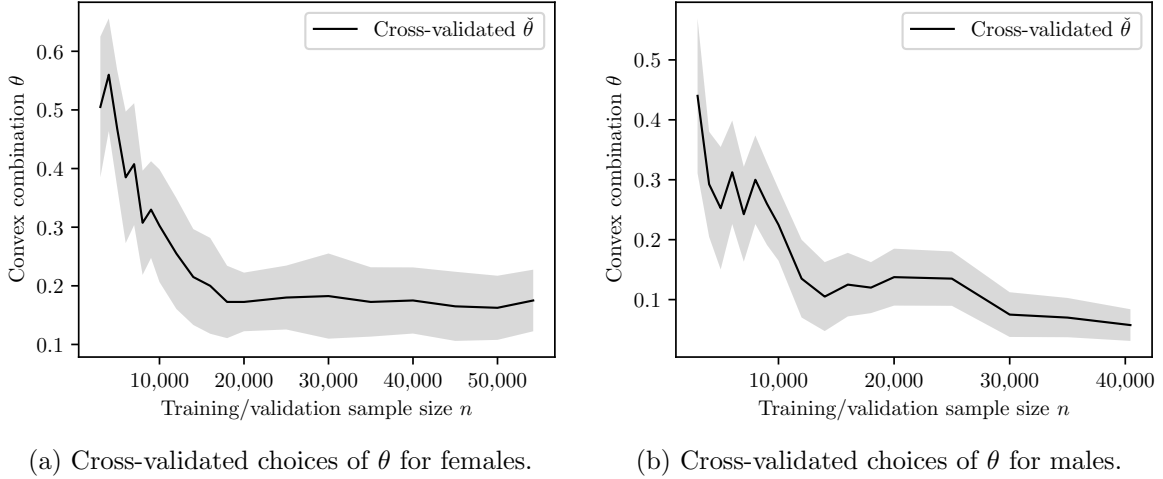 Convex combination θ
0.6
0.5
0.4
0.3
0.2
0.1
Cross-validated θ̌
10,000 20,000 30,000 40,000 50,000
Training/validation sample size n
(a) Cross-validated choices of θ for females.
Convex combination θ
0.5
0.4
0.3
0.2
0.1
Cross-validated θ̌
10,000 20,000 30,000 40,000
Training/validation sample size n
(b) Cross-validated choices of θ for males.